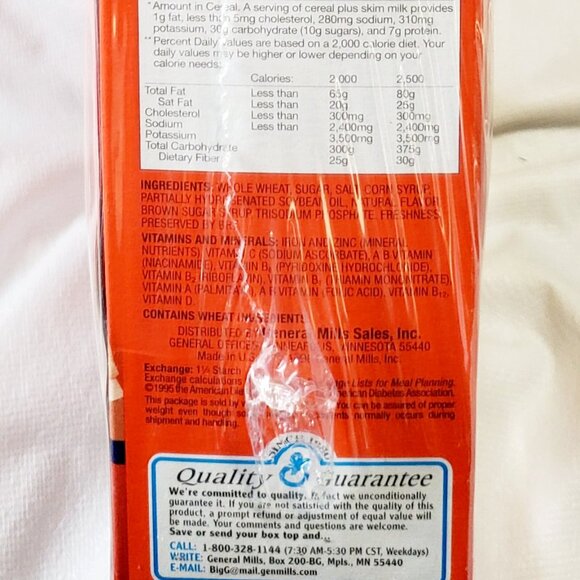 * Amount in Cereal. A serving of cereal plus skim milk provides
1g fat, less than 5mg cholesterol, 280mg sodium, 310mg
potassium, 30g carbohydrate (10g sugars), and 7g protein.
** Percent Daily Values are based on a 2,000 calorie diet. Your
daily values may be higher or lower depending on your
calorie needs:
Calories: 2,000 2,500
Total Fat Less than 65g 80g
Sat Fat Less than 20g 25g
Cholesterol Less than 300mg 300mg
Sodium Less than 2,400mg 2,400mg
Potassium 3,500mg 3,500mg
Total Carbohydrate 300g 375g
Dietary Fiber 25g 30g
INGREDIENTS: WHOLE WHEAT, SUGAR, SALT, CORN SYRUP,
PARTIALLY HYDROGENATED SOYBEAN OIL, NATURAL FLAVOR
BROWN SUGAR SYRUP TRISODIUM PHOSPHATE. FRESHNESS
PRESERVED BY
VITAMINS AND MINERALS: IRON AND ZINC (MINERAL
NUTRIENTS), VITAMIN C (SODIUM ASCORBATE), A B VITAMIN
(NIACINAMIDE), VITAMIN B6 (PYRIDOXINE HYDROCHLORIDE),
VITAMIN B2 (RIBOFLAVIN), VITAMIN B1 (THIAMIN MONONITRATE),
VITAMIN A (PALMITATE), A B VITAMIN (FOLIC ACID), VITAMIN B12,
VITAMIN D.
CONTAINS WHEAT INGREDIENTS
DISTRIBUTED BY General Mills Sales, Inc.
GENERAL OFFICES, MINNEAPOLIS, MINNESOTA 55440
Made in U.S. General Mills, Inc.
Exchange: 1½ Starch
Exchange calculations Lists for Meal Planning,
©1995 the American American Diabetes Association.
This package is sold by You can be assured of proper
weight even though normally occurs during
shipment and handling.
SINCE
Quality Guarantee
We're committed to quality. In fact we unconditionally
guarantee it. If you are not satisfied with the quality of this
product, a prompt refund or adjustment of equal value will
be made. Your comments and questions are welcome.
Save or send your box top and...
CALL: 1-800-328-1144 (7:30 AM-5:30 PM CST, Weekdays)
WRITE: General Mills, Box 200-BG, Mpls., MN 55440
E-MAIL: BigG@mail.genmills.com